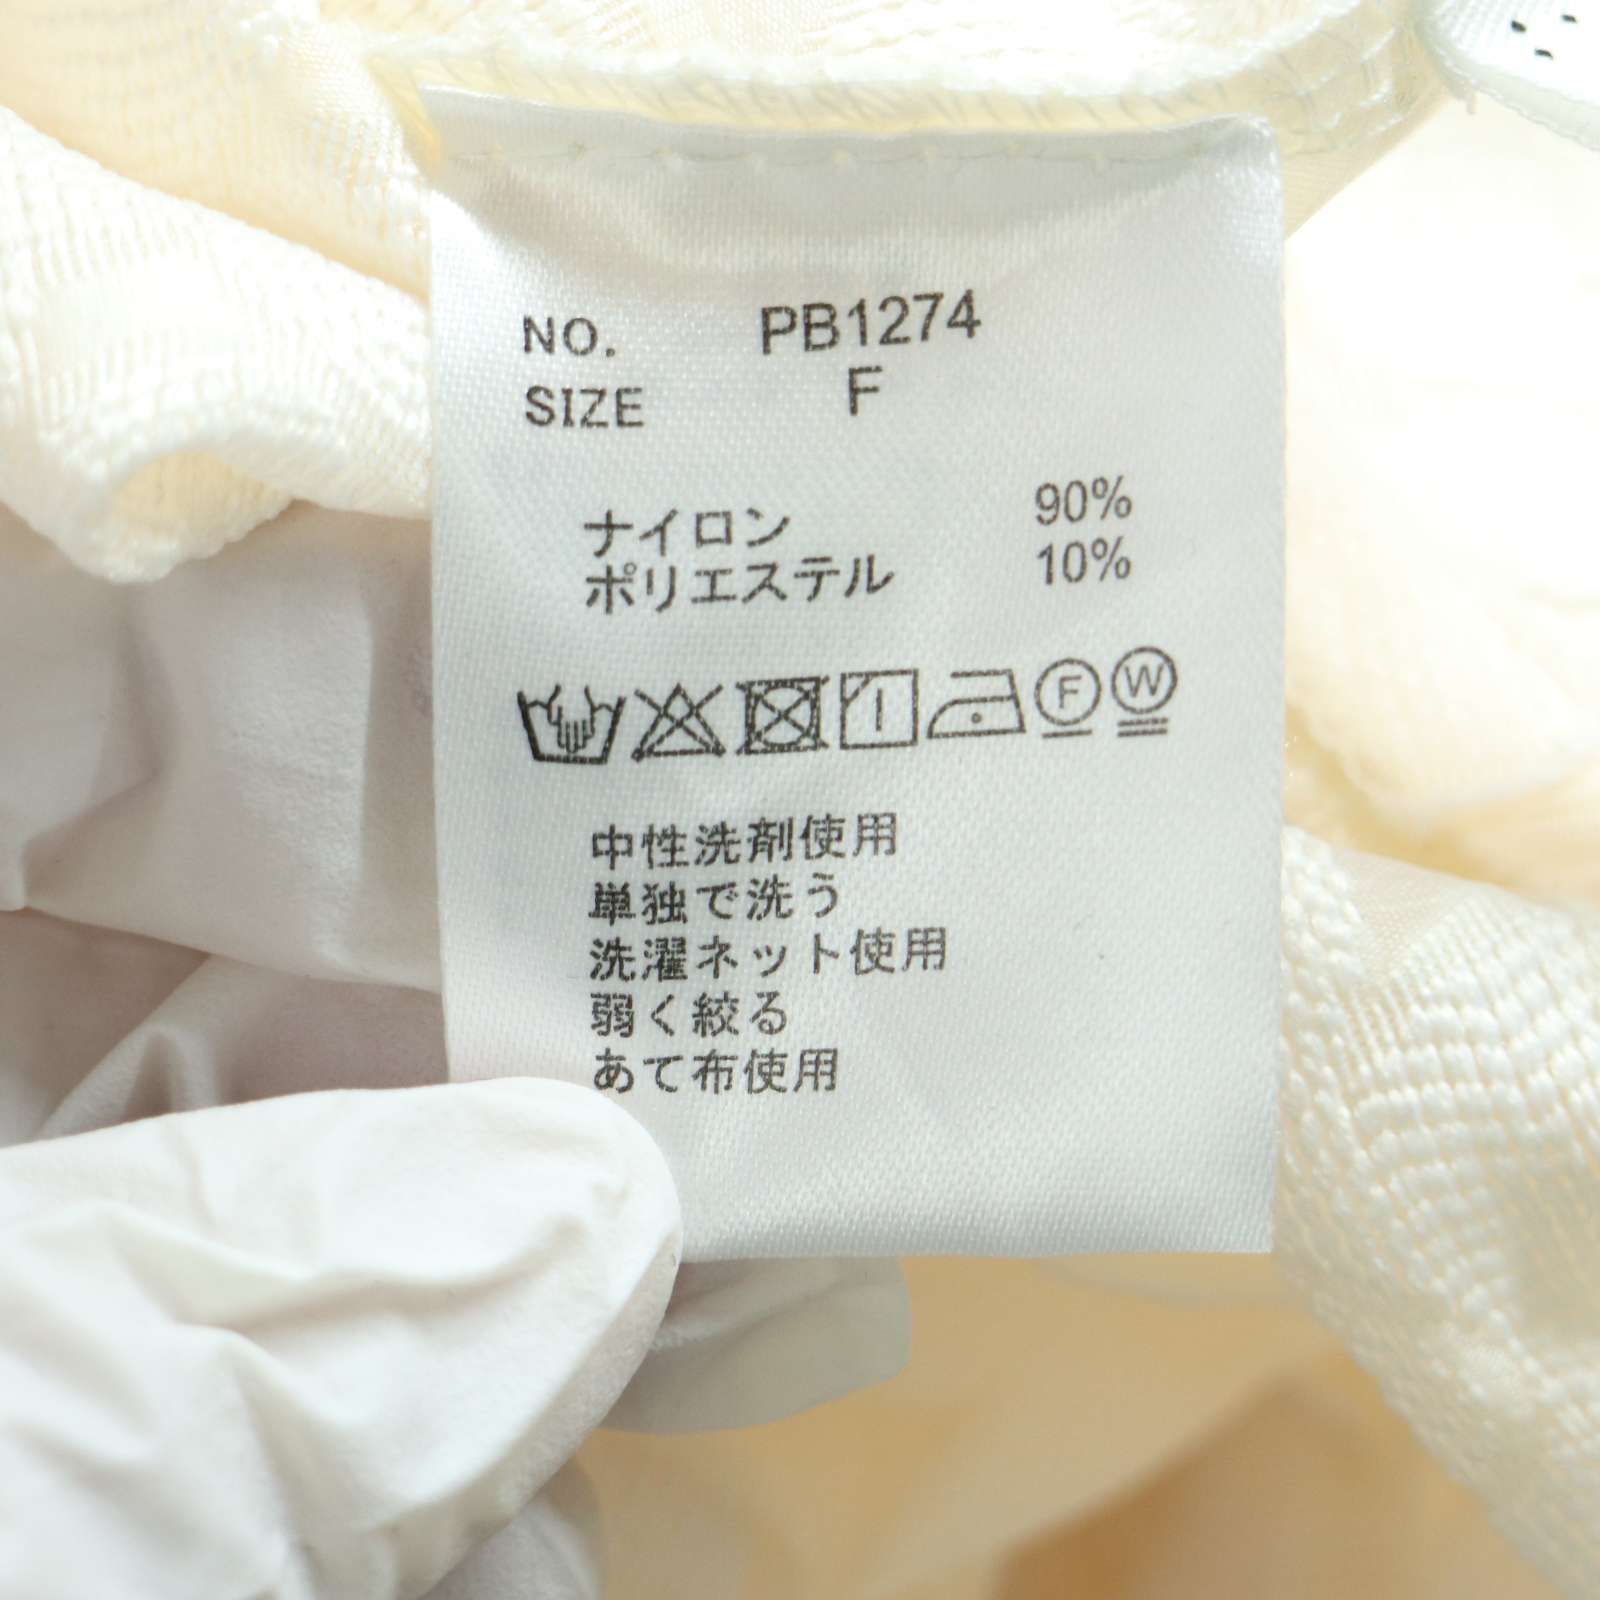 NO. PB1274
SIZE F
ナイロン 90%
ポリエステル 10%
F W
中性洗剤使用
単独で洗う
洗濯ネット使用
弱く絞る
あて布使用